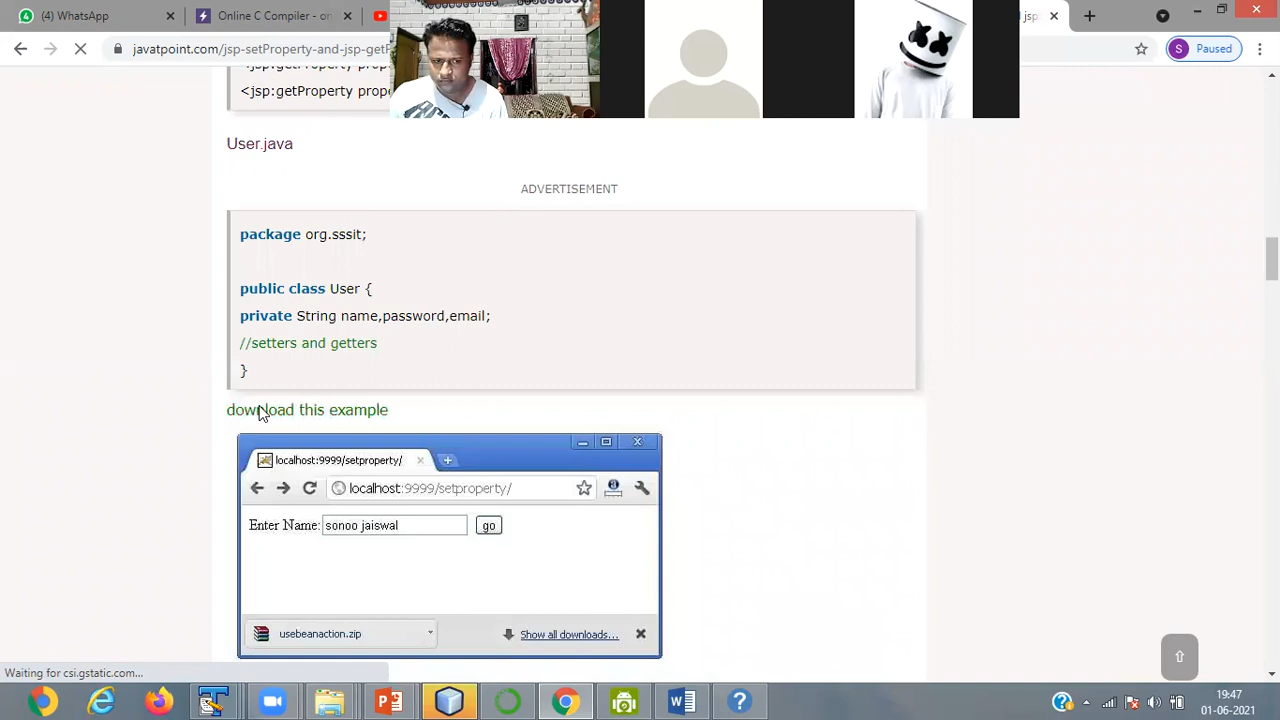 (4) WhatsApp
javatpoint.com/jsp-setProperty-and-jsp-getP
Paused
<jsp:getProperty prope
User.java
ADVERTISEMENT
package org.sssit;
public class User {
private String name,password,email;
//setters and getters
}
download this example
localhost:9999/setproperty/
localhost:9999/setproperty/
Enter Name: sonoo jaiswal go
usebeanaction.zip
Show all downloads...
Waiting for csi.gstatic.com...
19:47
01-06-2021